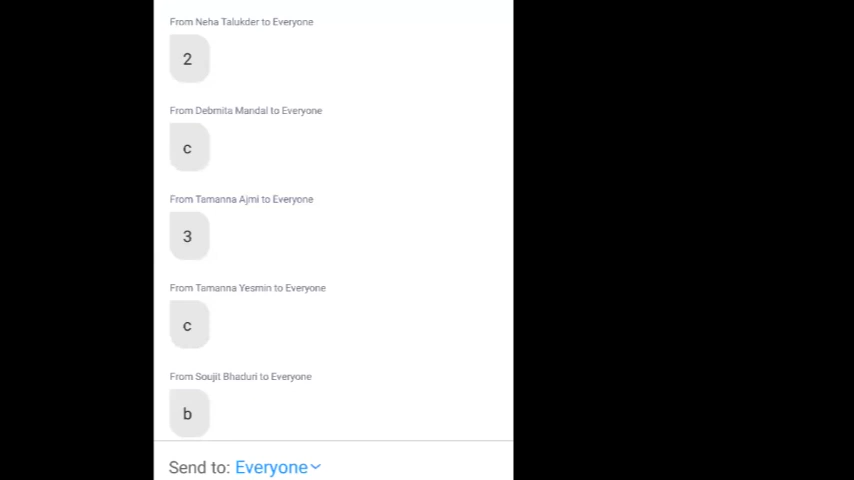 From Neha Talukder to Everyone
2
From Debmita Mandal to Everyone
c
From Tamanna Ajmi to Everyone
3
From Tamanna Yesmin to Everyone
c
From Soujit Bhaduri to Everyone
b
Send to: Everyone